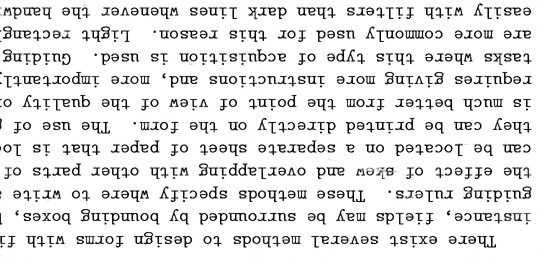 There exist several methods to design forms with fi
instance, fields may be surrounded by bounding boxes,
guiding rulers. These methods specify where to write
the effect of skew and overlapping with other parts of
can be located on a separate sheet of paper that is loc
they can be printed directly on the form. The use of
is much better from the point of view of the quality o
requires giving more instructions and, more importantl
tasks where this type of acquisition is used. Guiding
are more commonly used for this reason. Light rectang
easily with filters than dark lines whenever the handw